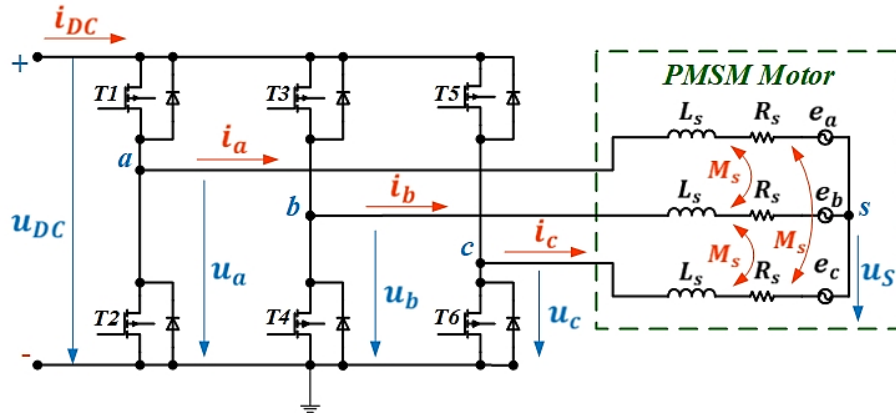 i_DC
+
T1
T3
T5
PMSM Motor
L_s R_s e_a
a
i_a
M_s
b
i_b
L_s R_s e_b
s
u_DC
u_a
c
i_c
M_s
M_s
u_b
L_s R_s e_c
u_S
T2
T4
T6
u_c
-